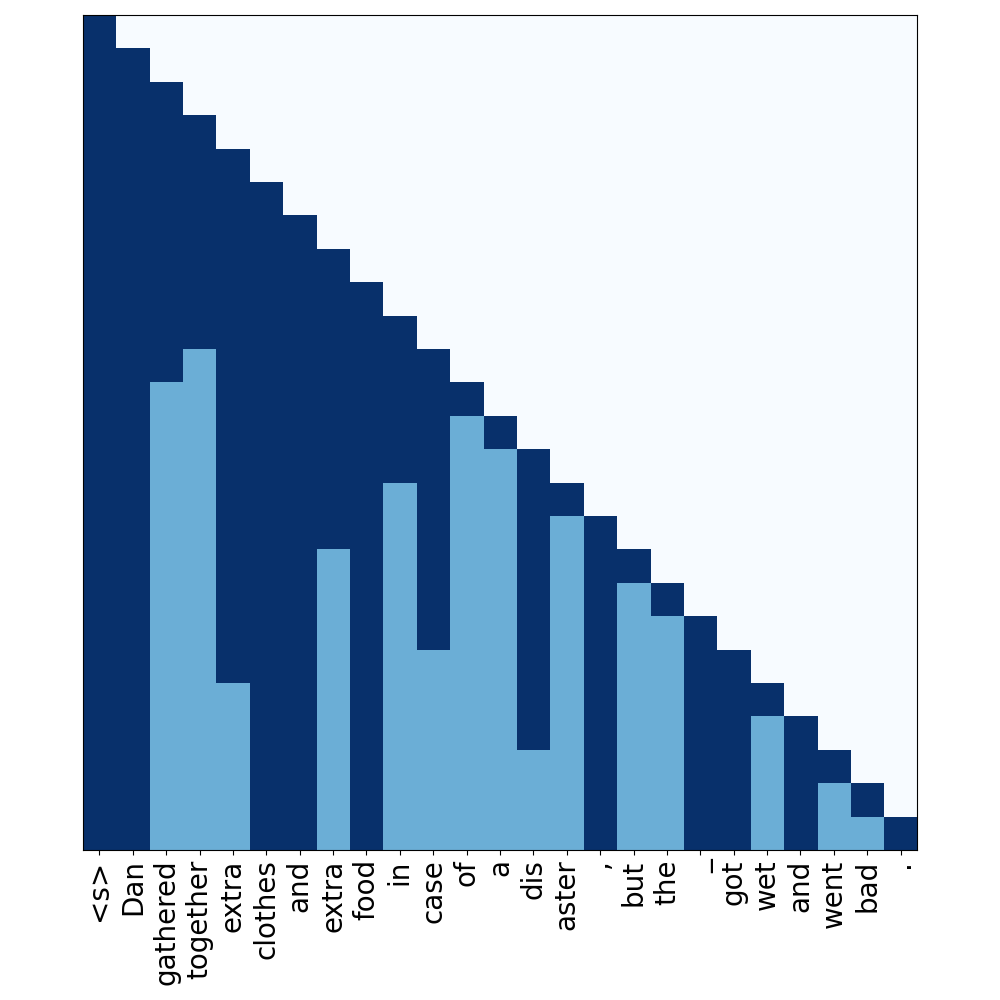 <s> Dan gathered together extra clothes and extra food in case of a dis aster , but the _ got wet and went bad .